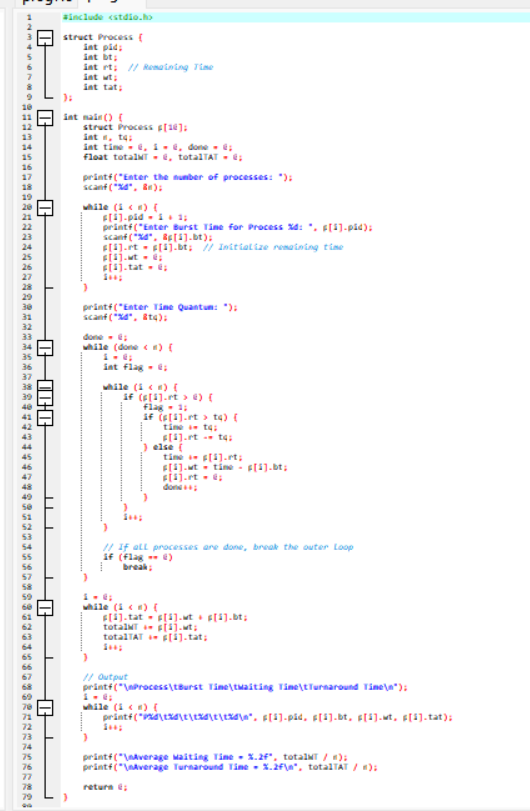 1 #include <stdio.h>
2
3 struct Process {
4 int pid;
5 int bt;
6 int rt; // Remaining Time
7 int wt;
8 int tat;
9 };
10
11 int main() {
12 struct Process p[10];
13 int n, tq;
14 int time = 0, i = 0, done = 0;
15 float totalWT = 0, totalTAT = 0;
16
17 printf("Enter the number of processes: ");
18 scanf("%d", &n);
19
20 while (i < n) {
21 p[i].pid = i + 1;
22 printf("Enter Burst Time for Process %d: ", p[i].pid);
23 scanf("%d", &p[i].bt);
24 p[i].rt = p[i].bt; // Initialize remaining time
25 p[i].wt = 0;
26 p[i].tat = 0;
27 i++;
28 }
29
30 printf("Enter Time Quantum: ");
31 scanf("%d", &tq);
32
33 done = 0;
34 while (done < n) {
35 i = 0;
36 int flag = 0;
37
38 while (i < n) {
39 if (p[i].rt > 0) {
40 flag = 1;
41 if (p[i].rt > tq) {
42 time += tq;
43 p[i].rt -= tq;
44 } else {
45 time += p[i].rt;
46 p[i].wt = time - p[i].bt;
47 p[i].rt = 0;
48 done++;
49 }
50 }
51 i++;
52 }
53
54 // If all processes are done, break the outer loop
55 if (flag == 0)
56 break;
57 }
58
59 i = 0;
60 while (i < n) {
61 p[i].tat = p[i].wt + p[i].bt;
62 totalWT += p[i].wt;
63 totalTAT += p[i].tat;
64 i++;
65 }
66
67 // Output
68 printf("\nProcess\tBurst Time\tWaiting Time\tTurnaround Time\n");
69 i = 0;
70 while (i < n) {
71 printf("P%d\t%d\t\t%d\t\t%d\n", p[i].pid, p[i].bt, p[i].wt, p[i].tat);
72 i++;
73 }
74
75 printf("\nAverage Waiting Time = %.2f", totalWT / n);
76 printf("\nAverage Turnaround Time = %.2f\n", totalTAT / n);
77
78 return 0;
79 }